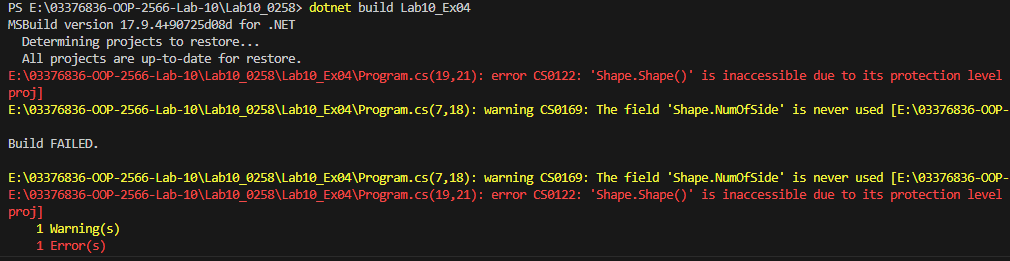 PS E:\03376836-OOP-2566-Lab-10\Lab10_0258> dotnet build Lab10_Ex04
MSBuild version 17.9.4+90725d08d for .NET
  Determining projects to restore...
  All projects are up-to-date for restore.
E:\03376836-OOP-2566-Lab-10\Lab10_0258\Lab10_Ex04\Program.cs(19,21): error CS0122: 'Shape.Shape()' is inaccessible due to its protection level
proj]
E:\03376836-OOP-2566-Lab-10\Lab10_0258\Lab10_Ex04\Program.cs(7,18): warning CS0169: The field 'Shape.NumOfSide' is never used [E:\03376836-OOP-
Build FAILED.
E:\03376836-OOP-2566-Lab-10\Lab10_0258\Lab10_Ex04\Program.cs(7,18): warning CS0169: The field 'Shape.NumOfSide' is never used [E:\03376836-OOP-
E:\03376836-OOP-2566-Lab-10\Lab10_0258\Lab10_Ex04\Program.cs(19,21): error CS0122: 'Shape.Shape()' is inaccessible due to its protection level
proj]
    1 Warning(s)
    1 Error(s)